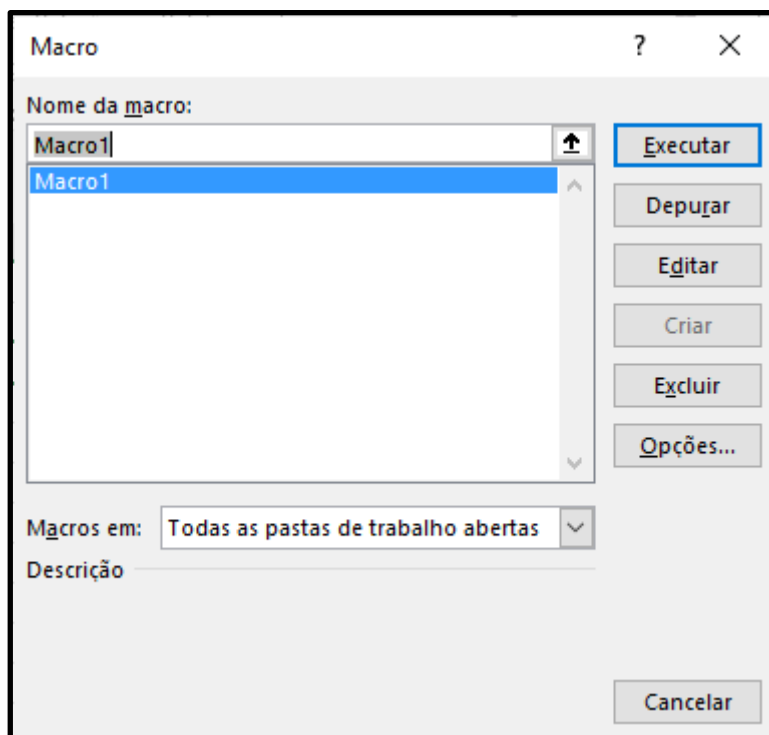 Macro
?
Nome da macro:
Macro1
Executar
Macro1
Depurar
Editar
Criar
Excluir
Opções...
Macros em: Todas as pastas de trabalho abertas
Descrição
Cancelar